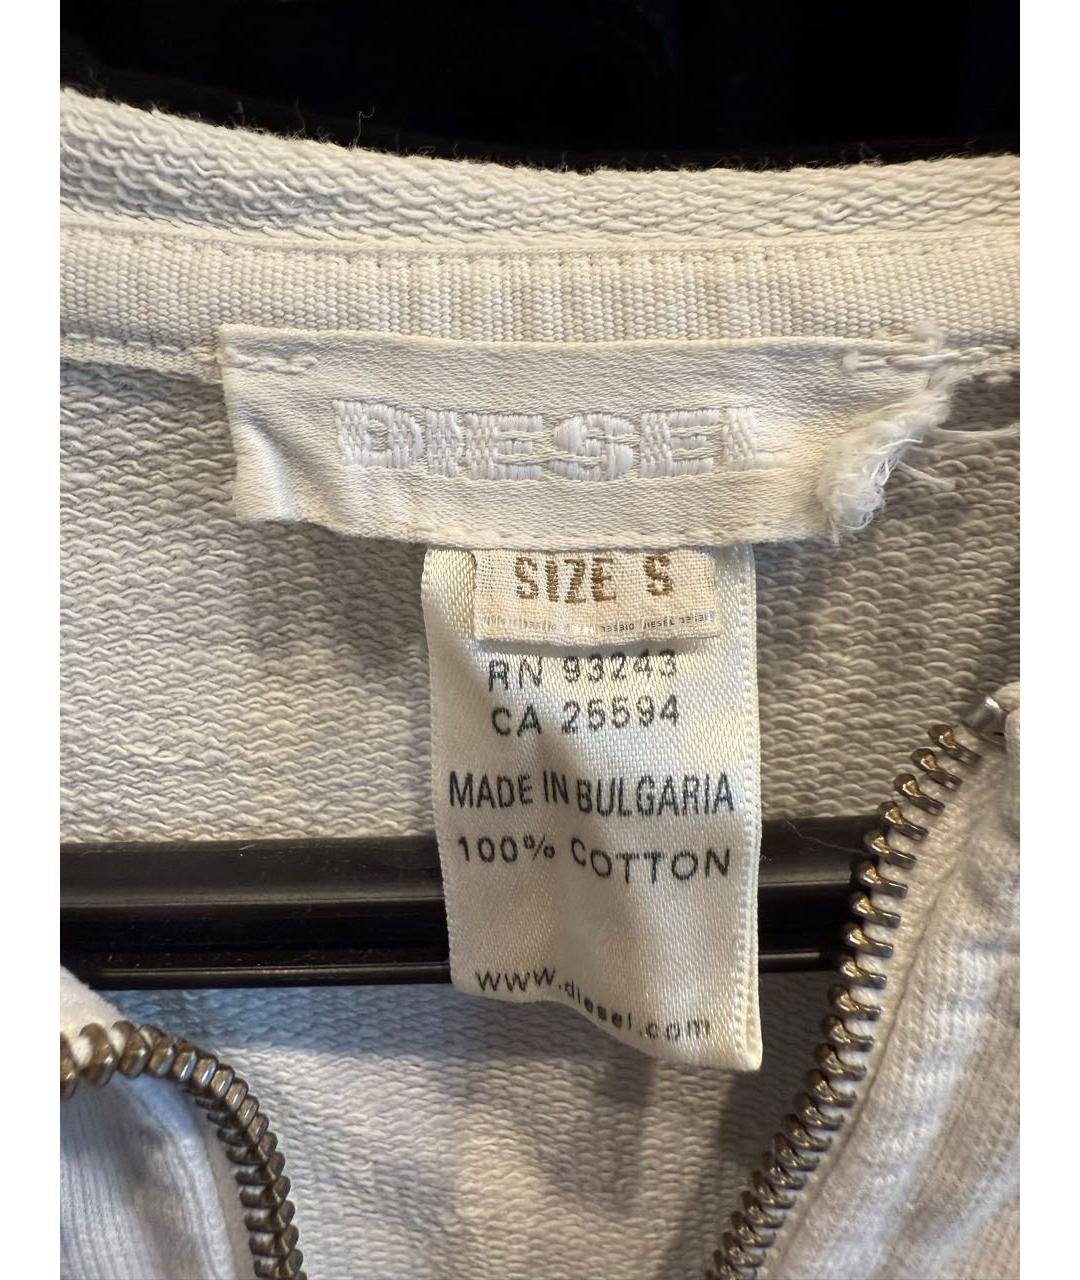 DIESEL
SIZE S
RN 93243
CA 25594
MADE IN BULGARIA
100% COTTON
www.diesel.com